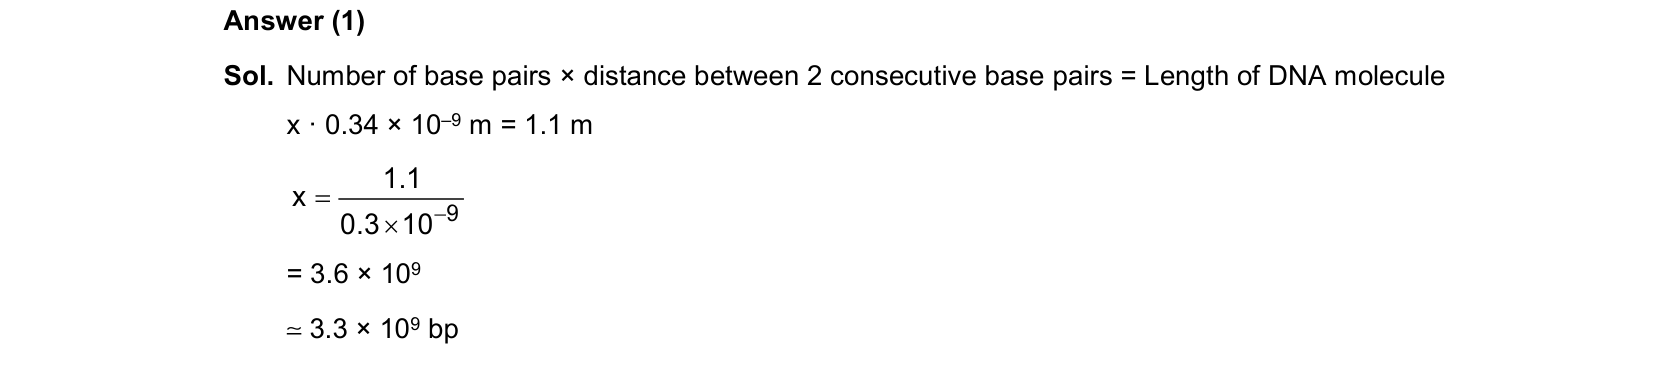 Answer (1)
Sol. Number of base pairs × distance between 2 consecutive base pairs = Length of DNA molecule
x · 0.34 × 10⁻⁹ m = 1.1 m
x = 1.1 / 0.3×10⁻⁹
= 3.6 × 10⁹
≃ 3.3 × 10⁹ bp